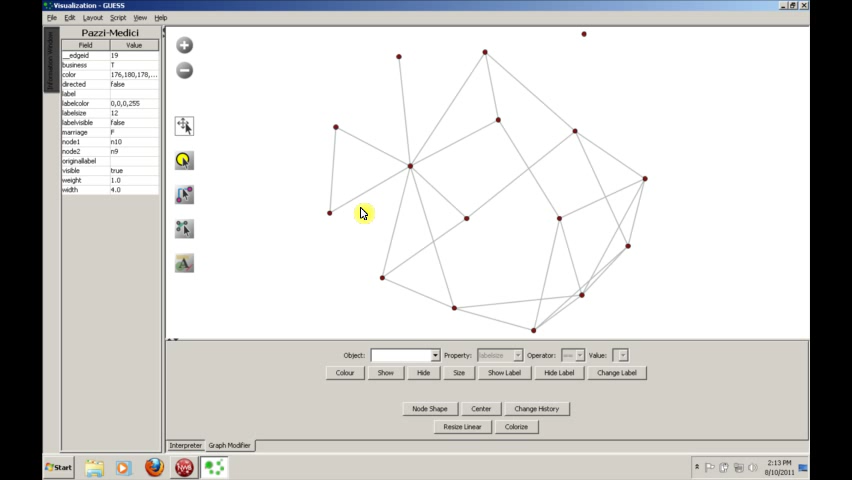 Visualization - GUESS
File Edit Layout Script View Help
Information Window
Pazzi-Medici
Field Value
__edgeid 19
business T
color 176,180,178,...
directed false
label
labelcolor 0,0,0,255
labelsize 12
labelvisible false
marriage F
node1 n10
node2 n9
originallabel
visible true
weight 1.0
width 4.0
Object: Property: labelsize Operator: == Value:
Colour Show Hide Size Show Label Hide Label Change Label
Node Shape Center Change History
Resize Linear Colorize
Interpreter Graph Modifier
Start
2:13 PM
8/10/2011